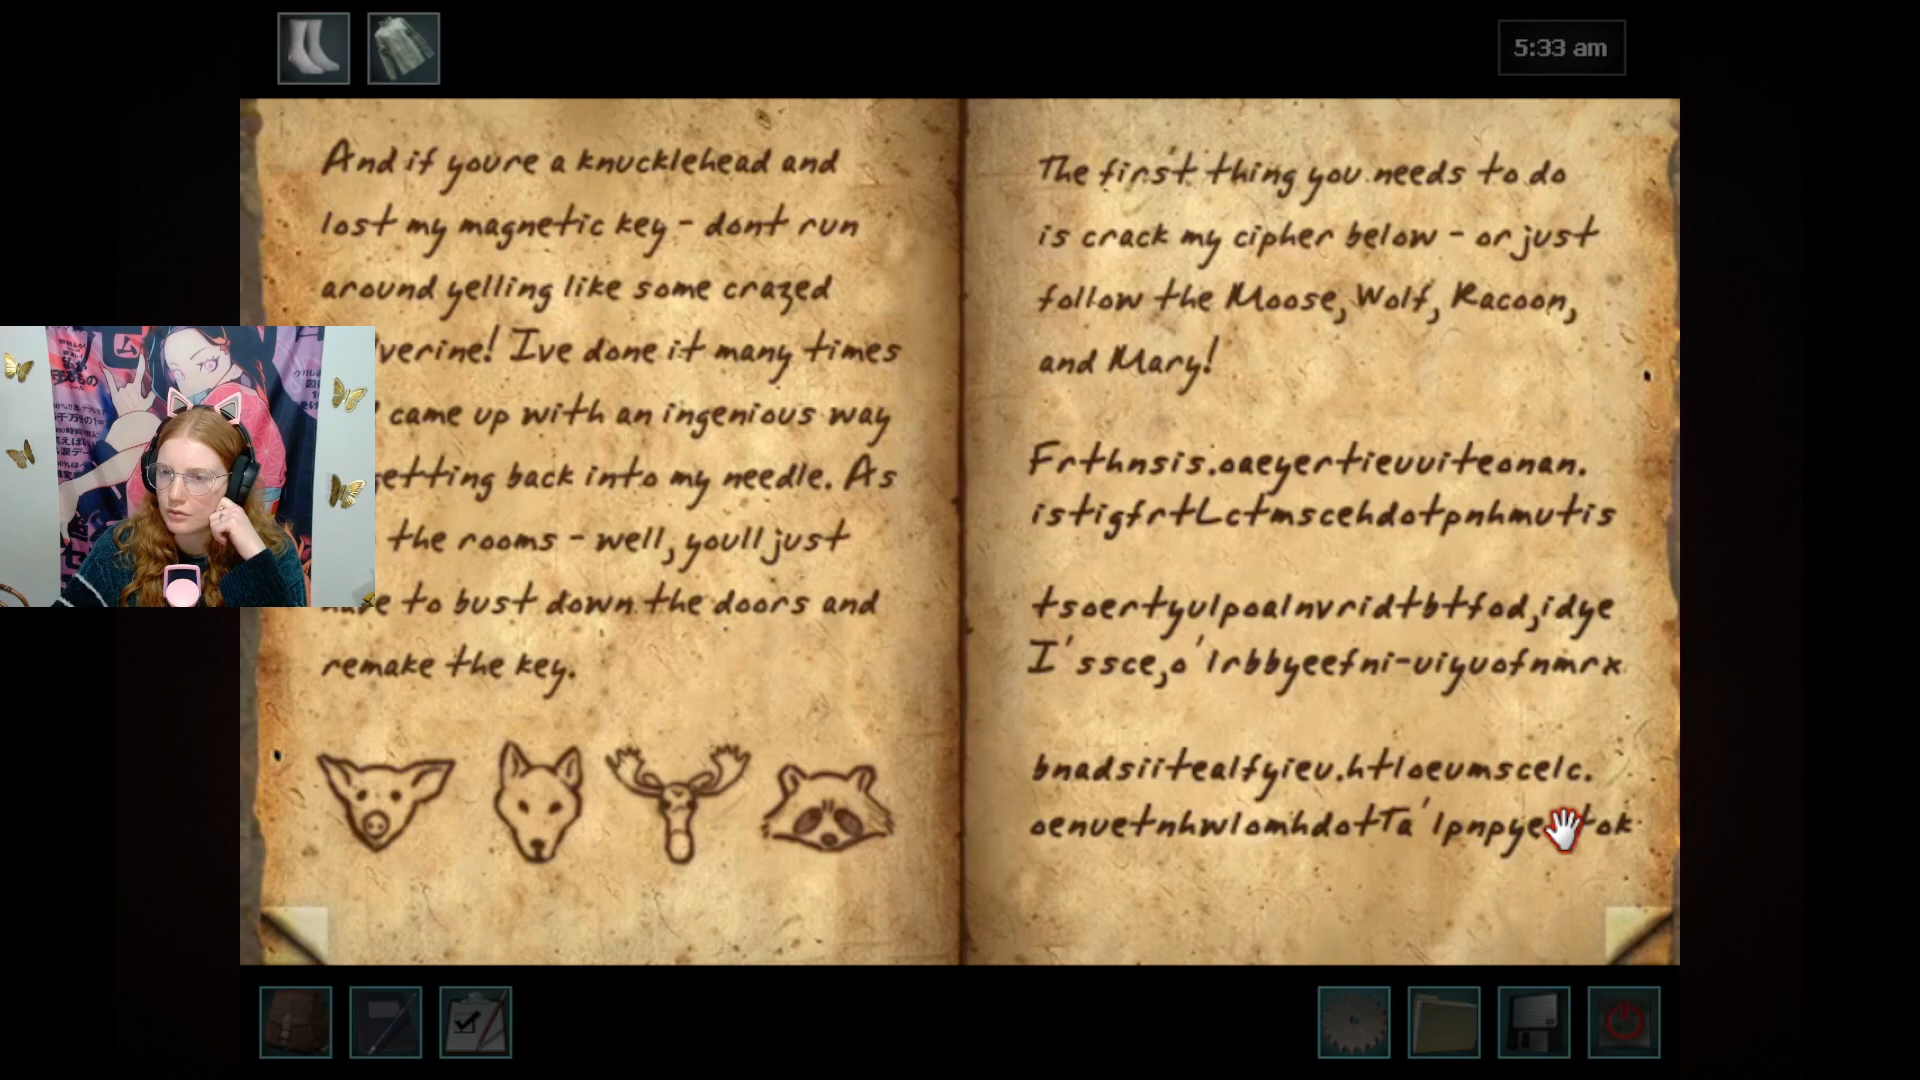 5:33 am
And if youre a knucklehead and
lost my magnetic key - dont run
around yelling like some crazed
verine! Ive done it many times
came up with an ingenious way
etting back into my needle. As
the rooms - well, youll just
to bust down the doors and
remake the key.
The first thing you needs to do
is crack my cipher below - or just
follow the Moose, Wolf, Racoon,
and Mary!
Frthnsis.oaeyertieuviteonan.
istigfrtLctmscehdotpnhmutis
tsoertyulpoalnvridtbtfod,idye
I'ssce,o'lrbbyeefni-uiyuofnmrx
bnadsiitealfyieu.htloeumscelc.
oenvetnhwlomhdotTa'lpnpye tok